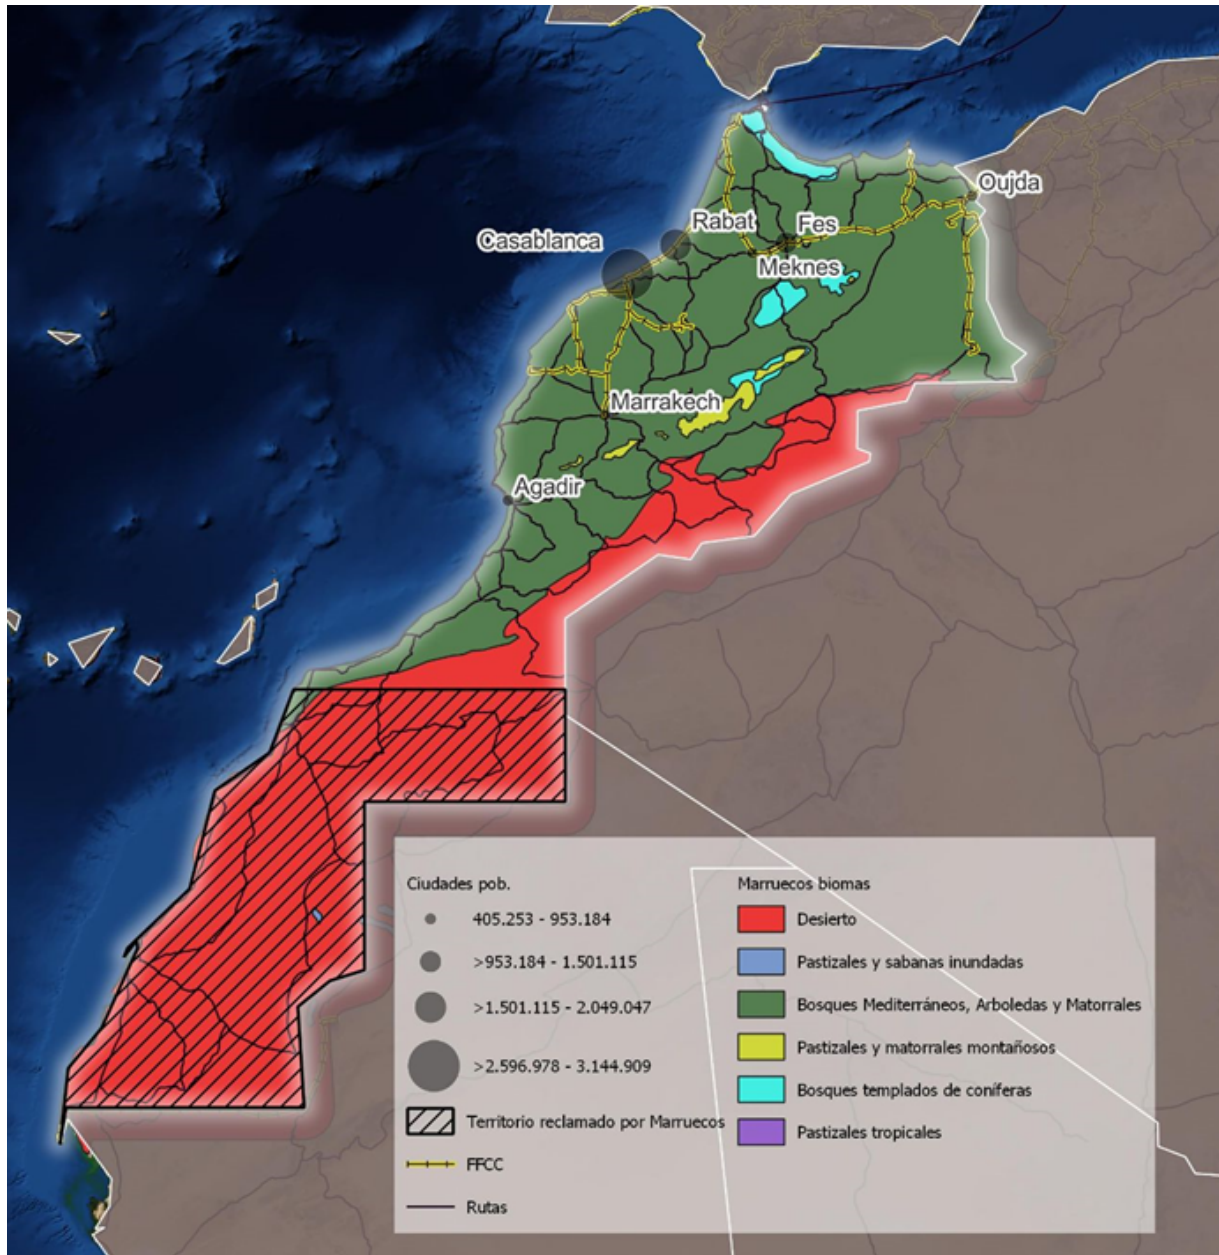 Oujda
Rabat
Fes
Casablanca
Meknes
Marrakech
Agadir
Ciudades pob.
405.253 - 953.184
>953.184 - 1.501.115
>1.501.115 - 2.049.047
>2.596.978 - 3.144.909
Territorio reclamado por Marruecos
FFCC
Rutas
Marruecos biomas
Desierto
Pastizales y sabanas inundadas
Bosques Mediterráneos, Arboledas y Matorrales
Pastizales y matorrales montañosos
Bosques templados de coníferas
Pastizales tropicales